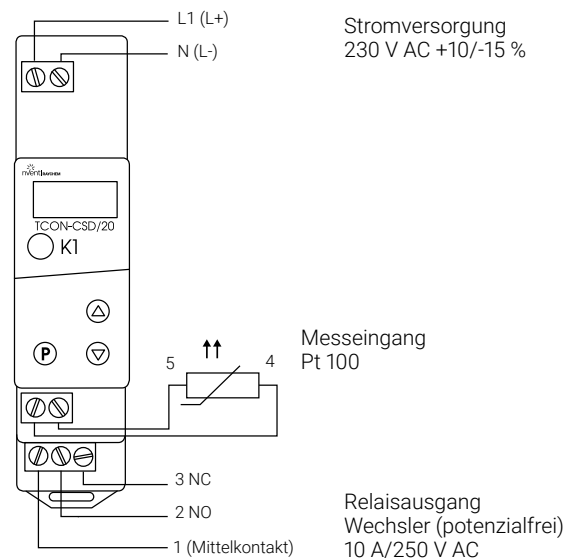 L1 (L+)
N (L-)
Stromversorgung
230 V AC +10/-15 %
nVent RAYCHEM
TCON-CSD/20
K1
P
5
4
Messeingang
Pt 100
3 NC
2 NO
1 (Mittelkontakt)
Relaisausgang
Wechsler (potenzialfrei)
10 A/250 V AC